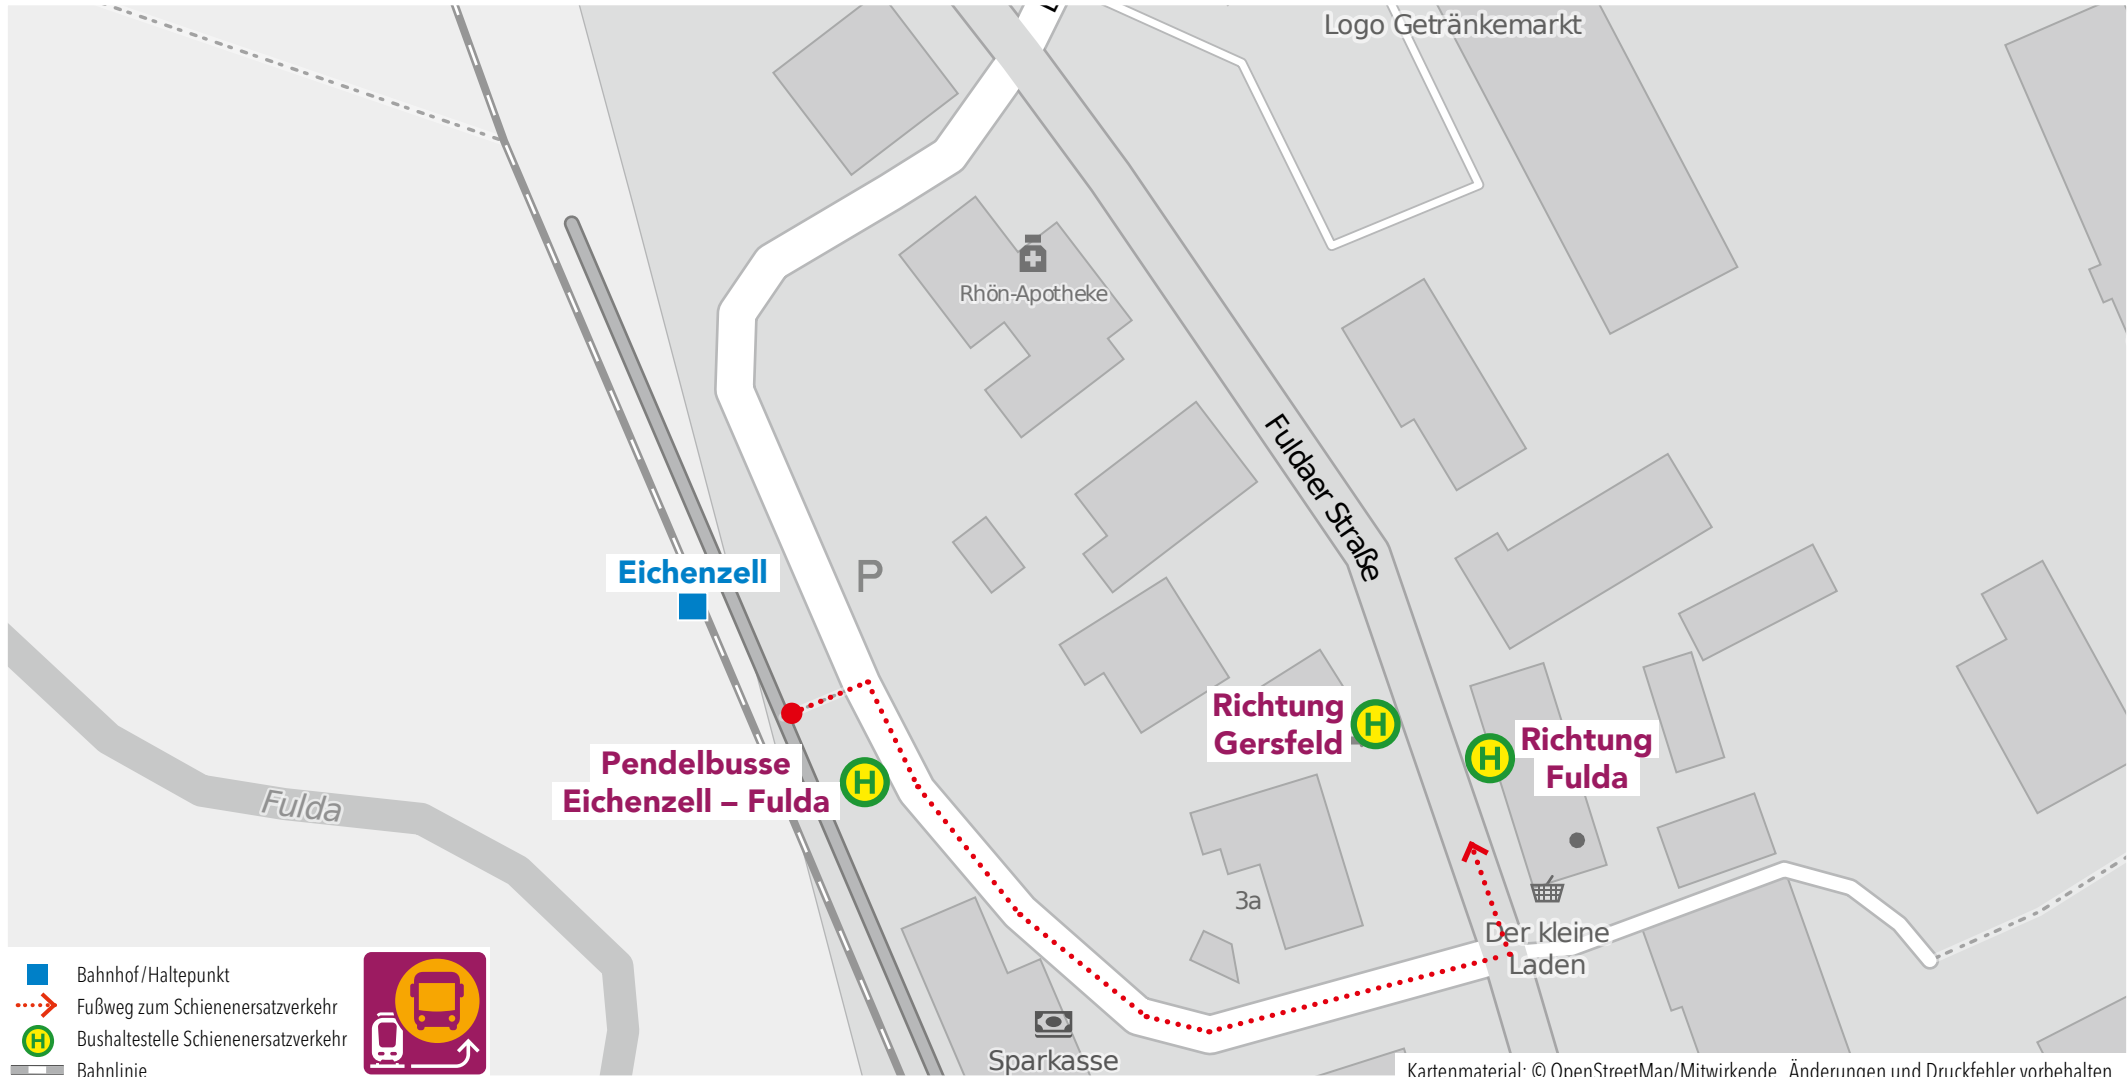 Logo Getränkemarkt
Rhön-Apotheke
Fuldaer Straße
Eichenzell
P
Richtung
Gersfeld
H
H
Richtung
Fulda
Pendelbusse
Eichenzell – Fulda
H
Fulda
3a
Der kleine
Laden
Sparkasse
Bahnhof/Haltepunkt
Fußweg zum Schienenersatzverkehr
H Bushaltestelle Schienenersatzverkehr
Bahnlinie
Kartenmaterial: © OpenStreetMap/Mitwirkende Änderungen und Druckfehler vorbehalten